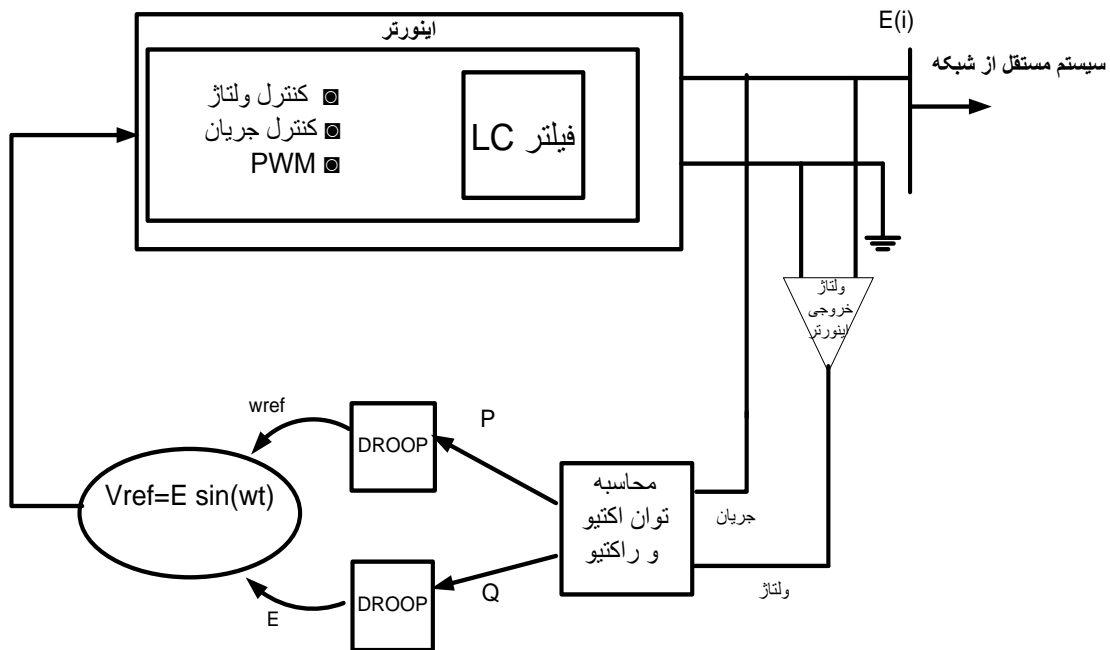 اینورتر
E(i)
سیستم مستقل از شبکه
◙ کنترل ولتاژ
◙ کنترل جریان
◙ PWM
فیلتر LC
ولتاژ
خروجی
اینورتر
wref
DROOP
P
Vref=E sin(wt)
محاسبه
توان اکتیو
و راکتیو
جریان
ولتاژ
E
DROOP
Q